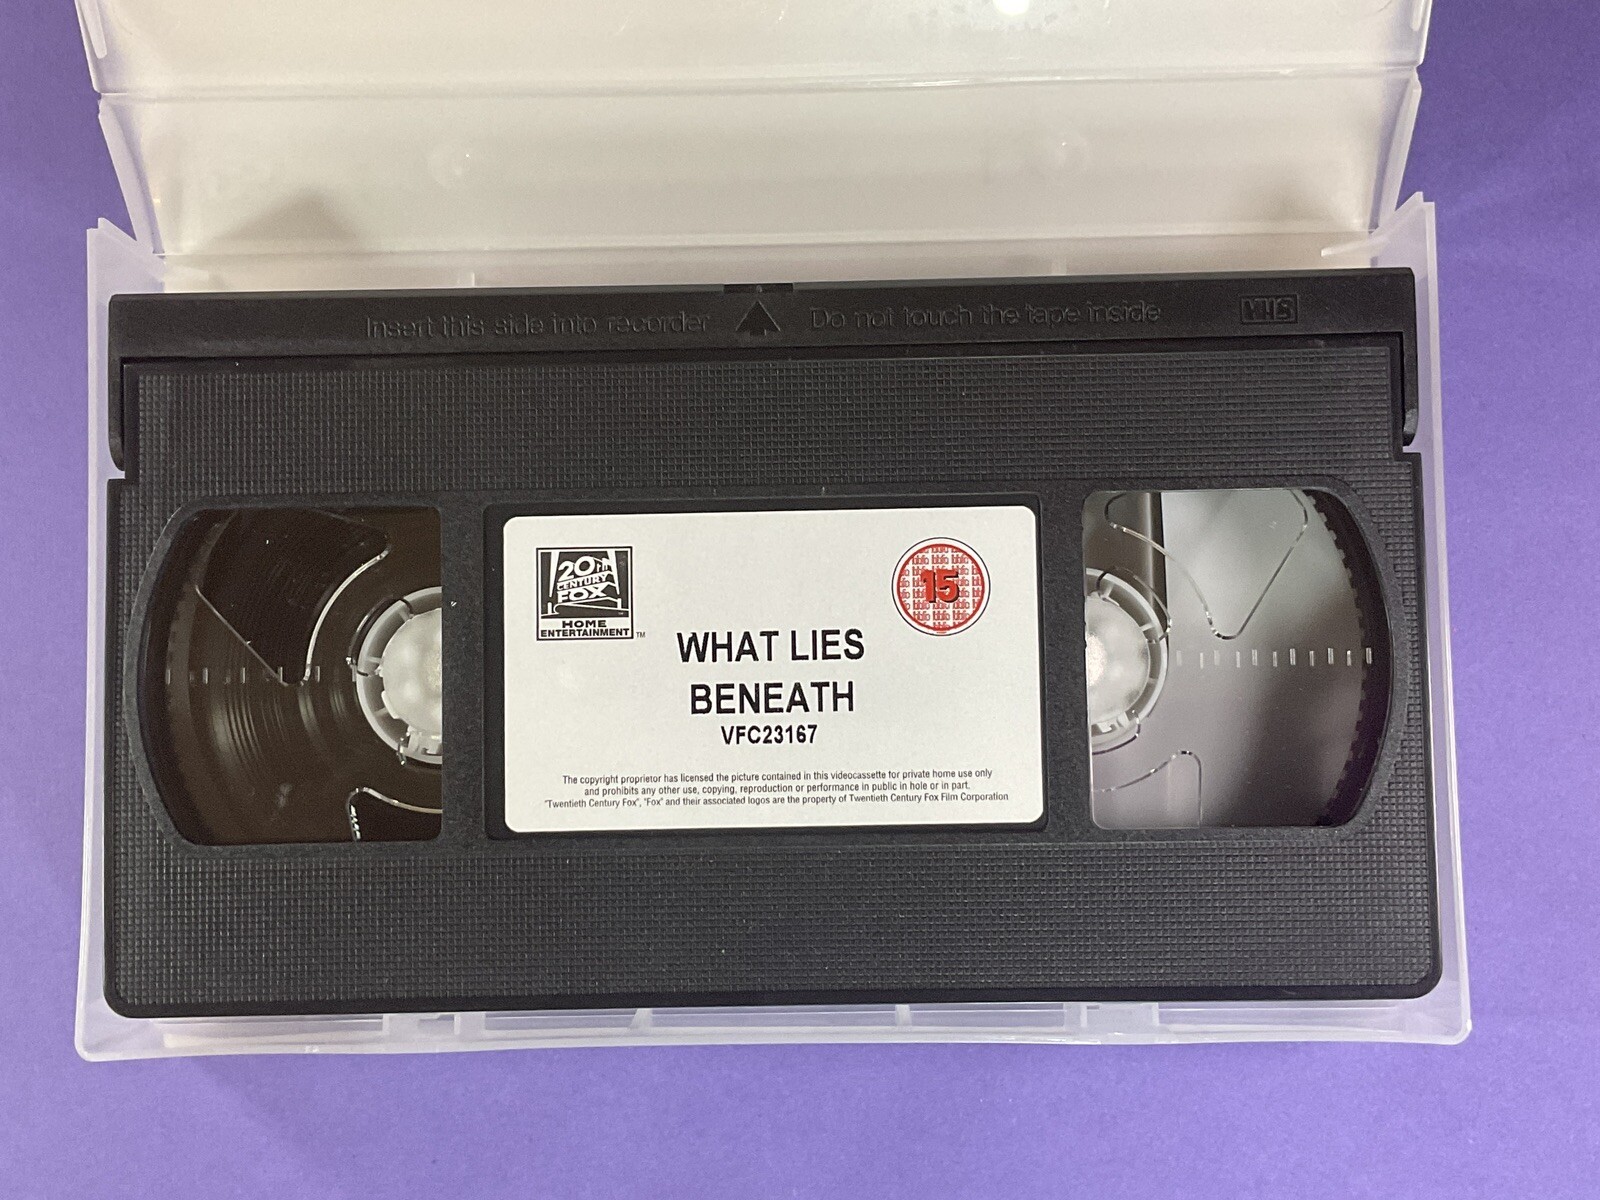 Insert this side into recorder
Do not touch the tape inside
VHS
20TH
CENTURY
FOX
HOME
ENTERTAINMENT
TM
15
WHAT LIES
BENEATH
VFC23167
The copyright proprietor has licensed the picture contained in this videocassette for private home use only
and prohibits any other use, copying, reproduction or performance in public in hole or in part.
"Twentieth Century Fox", "Fox" and their associated logos are the property of Twentieth Century Fox Film Corporation